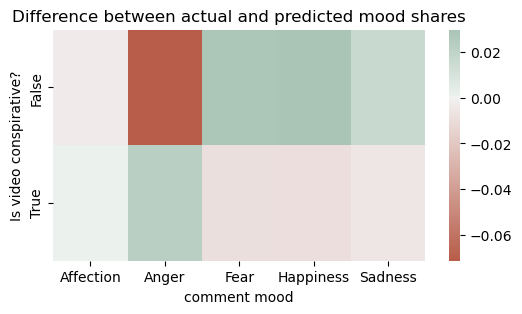 Difference between actual and predicted mood shares
Is video conspirative?
False
True
Affection
Anger
Fear
Happiness
Sadness
comment mood
0.02
0.00
−0.02
−0.04
−0.06